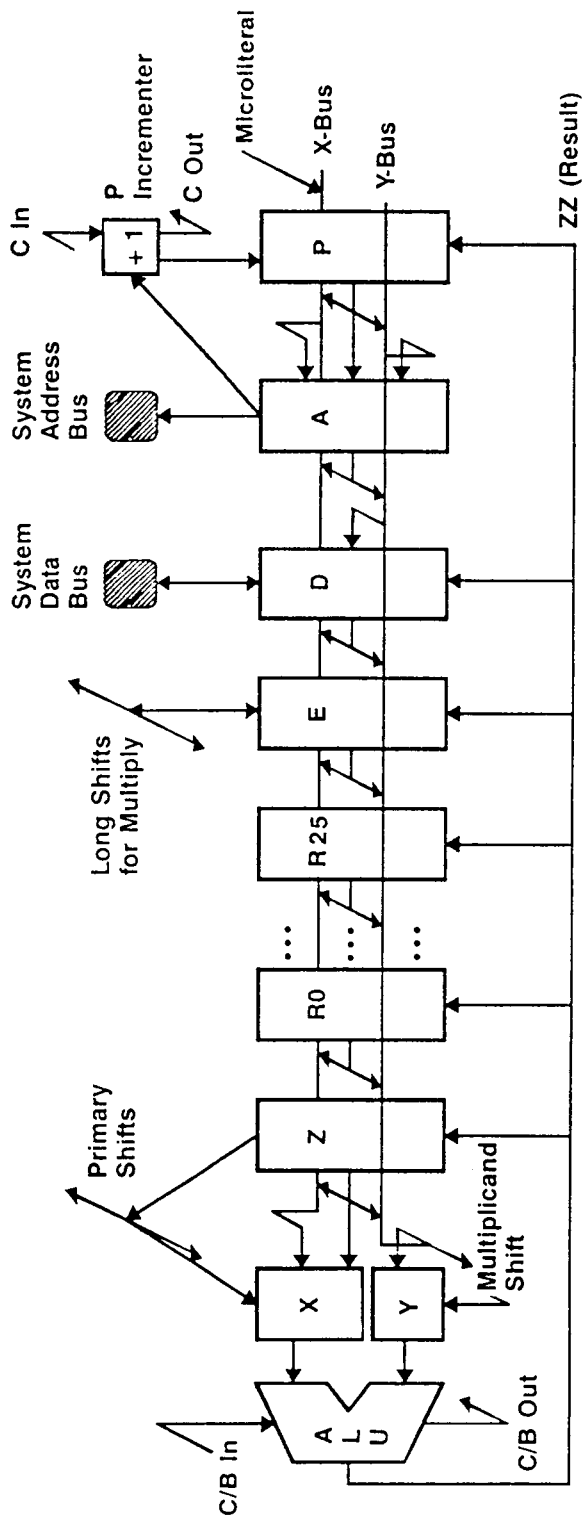 C In
P
Incrementer
C Out
+ 1
Microliteral
X-Bus
Y-Bus
P
System
Address
Bus
A
System
Data
Bus
D
Long Shifts
for Multiply
E
R25
...
...
...
R0
Primary
Shifts
Z
X
Y
Multiplicand
Shift
C/B In
A
L
U
C/B Out
ZZ (Result)